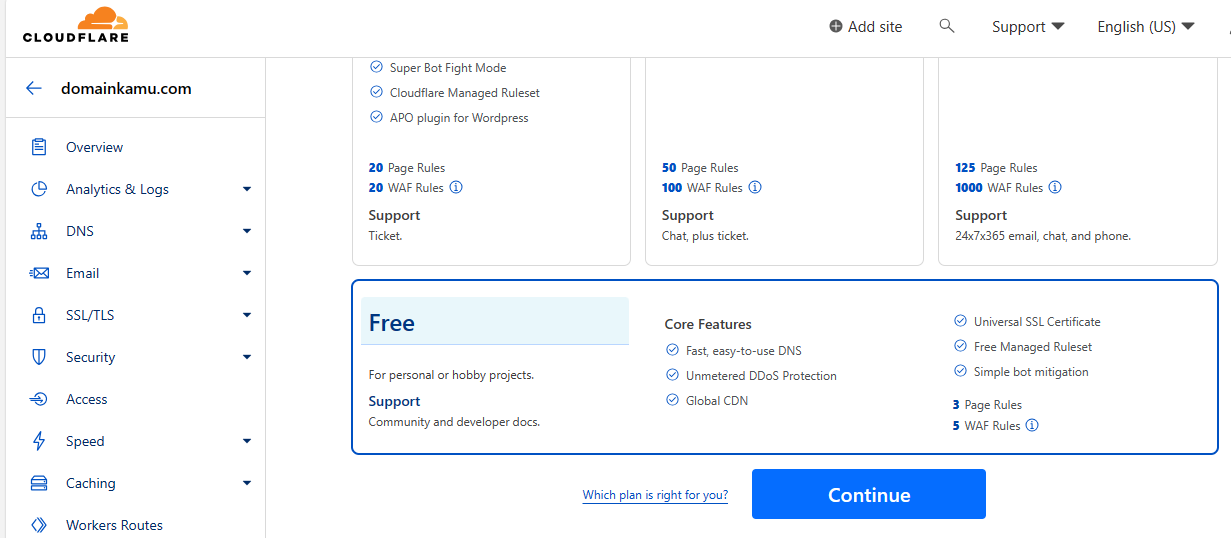 CLOUDFLARE
Add site
Support
English (US)
domainkamu.com
Overview
Analytics & Logs
DNS
Email
SSL/TLS
Security
Access
Speed
Caching
Workers Routes
Super Bot Fight Mode
Cloudflare Managed Ruleset
APO plugin for Wordpress
20 Page Rules
20 WAF Rules
Support
Ticket.
50 Page Rules
100 WAF Rules
Support
Chat, plus ticket.
125 Page Rules
1000 WAF Rules
Support
24x7x365 email, chat, and phone.
Free
For personal or hobby projects.
Support
Community and developer docs.
Core Features
Fast, easy-to-use DNS
Unmetered DDoS Protection
Global CDN
Universal SSL Certificate
Free Managed Ruleset
Simple bot mitigation
3 Page Rules
5 WAF Rules
Which plan is right for you?
Continue